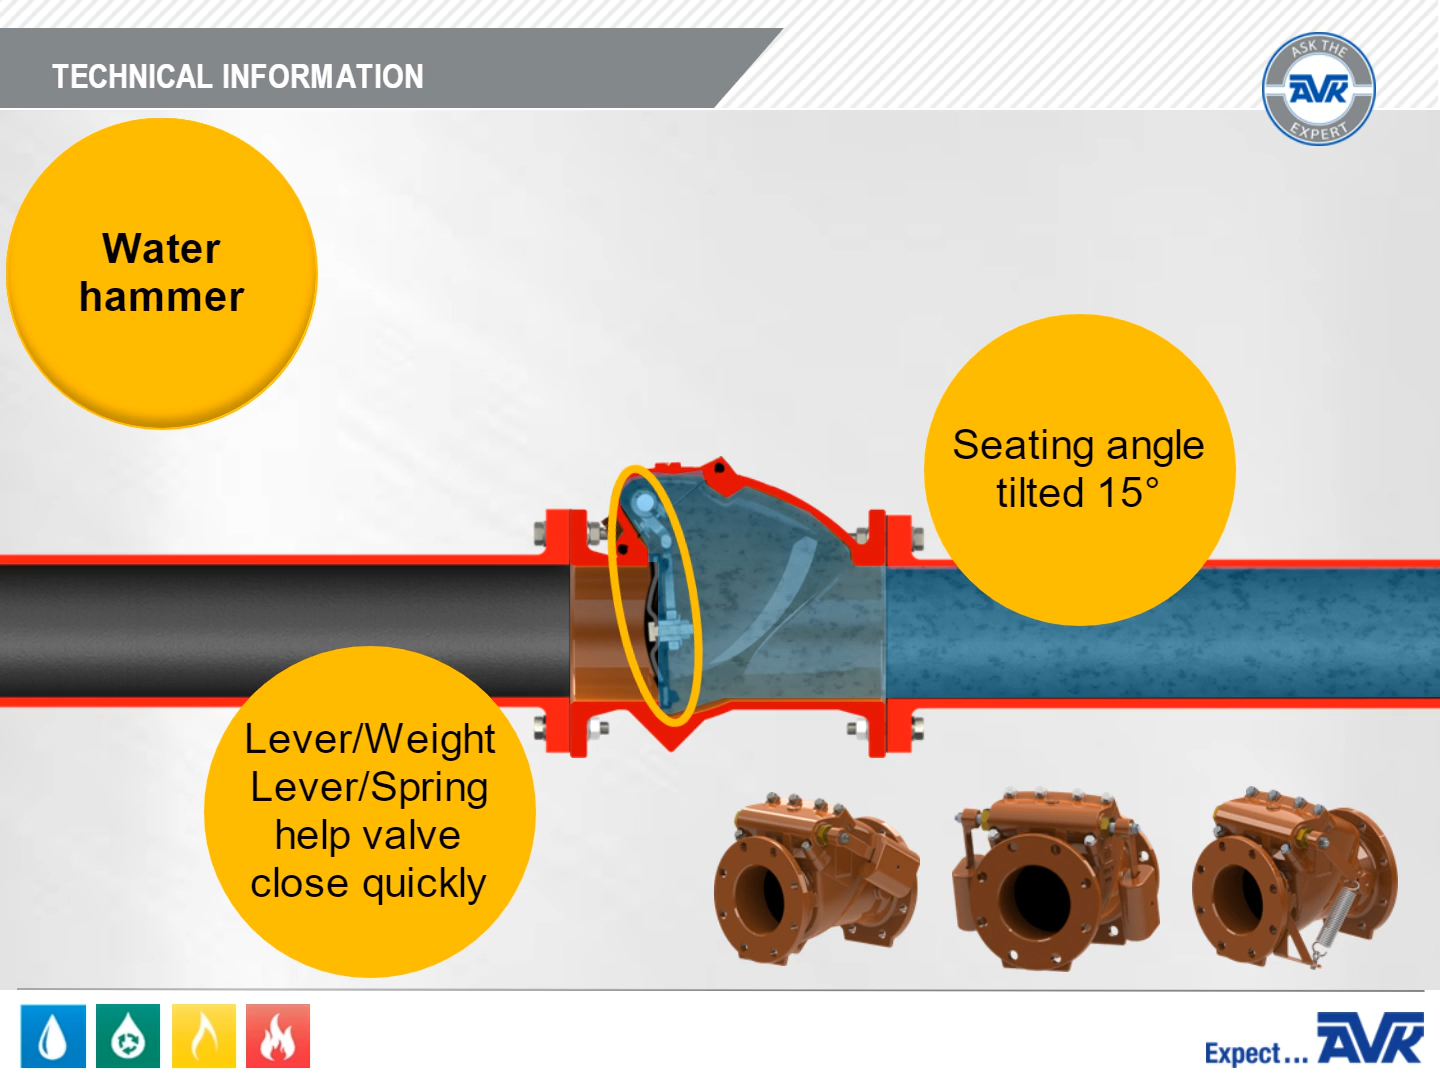 TECHNICAL INFORMATION
ASK THE
AVK
EXPERT
Water
hammer
Seating angle
tilted 15°
Lever/Weight
Lever/Spring
help valve
close quickly
Expect... AVK